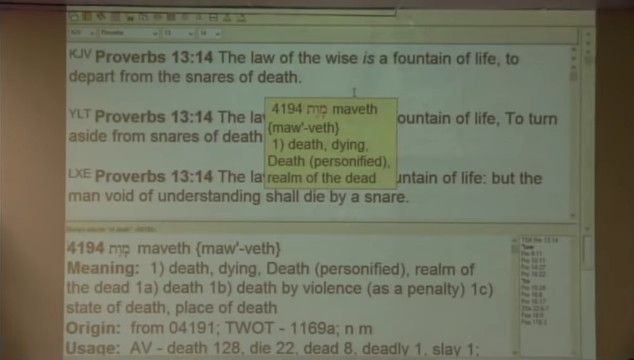 KJV Proverbs 13:14 The law of the wise is a fountain of life, to
depart from the snares of death.
YLT Proverbs 13:14 The la ountain of life, To turn
aside from snares of death
4194 מָוֶת maveth
{maw'-veth}
1) death, dying,
Death (personified),
realm of the dead
LXE Proverbs 13:14 The la untain of life: but the
man void of understanding shall die by a snare.
4194 מָוֶת maveth {maw'-veth}
Meaning: 1) death, dying, Death (personified), realm of
the dead 1a) death 1b) death by violence (as a penalty) 1c)
state of death, place of death
Origin: from 04191; TWOT - 1169a; n m
Usage: AV - death 128, die 22, dead 8, deadly 1, slay 1;